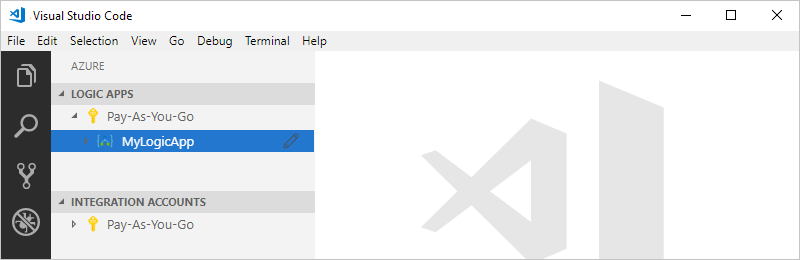 Visual Studio Code
File Edit Selection View Go Debug Terminal Help
AZURE
LOGIC APPS
Pay-As-You-Go
MyLogicApp
INTEGRATION ACCOUNTS
Pay-As-You-Go